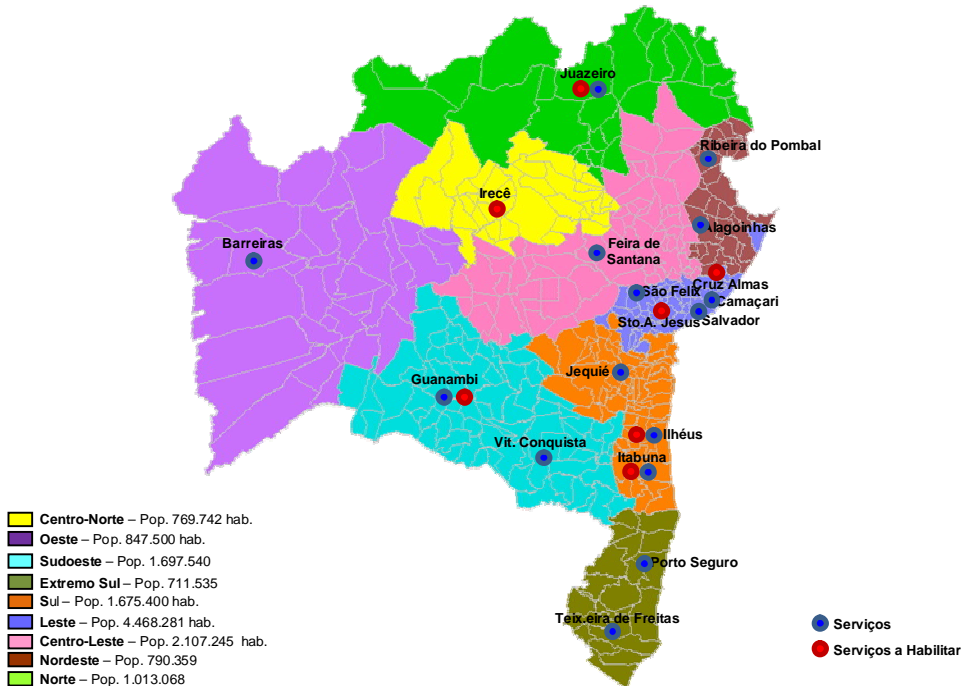 Juazeiro
Ribeira do Pombal
Irecê
Alagoinhas
Barreiras
Feira de
Santana
Cruz Almas
São Felix
Camaçari
Sto.A. Jesus
Salvador
Jequié
Guanambi
Ilhéus
Vit. Conquista
Itabuna
Porto Seguro
Teix.eira de Freitas
Centro-Norte – Pop. 769.742 hab.
Oeste – Pop. 847.500 hab.
Sudoeste – Pop. 1.697.540
Extremo Sul – Pop. 711.535
Sul – Pop. 1.675.400 hab.
Leste – Pop. 4.468.281 hab.
Centro-Leste – Pop. 2.107.245 hab.
Nordeste – Pop. 790.359
Norte – Pop. 1.013.068
Serviços
Serviços a Habilitar